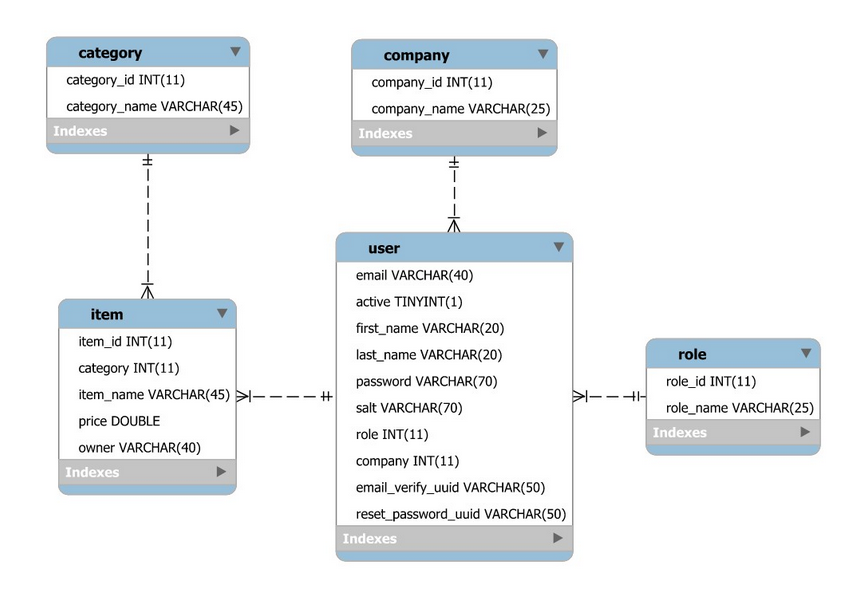 category
category_id INT(11)
category_name VARCHAR(45)
Indexes
company
company_id INT(11)
company_name VARCHAR(25)
Indexes
item
item_id INT(11)
category INT(11)
item_name VARCHAR(45)
price DOUBLE
owner VARCHAR(40)
Indexes
user
email VARCHAR(40)
active TINYINT(1)
first_name VARCHAR(20)
last_name VARCHAR(20)
password VARCHAR(70)
salt VARCHAR(70)
role INT(11)
company INT(11)
email_verify_uuid VARCHAR(50)
reset_password_uuid VARCHAR(50)
Indexes
role
role_id INT(11)
role_name VARCHAR(25)
Indexes